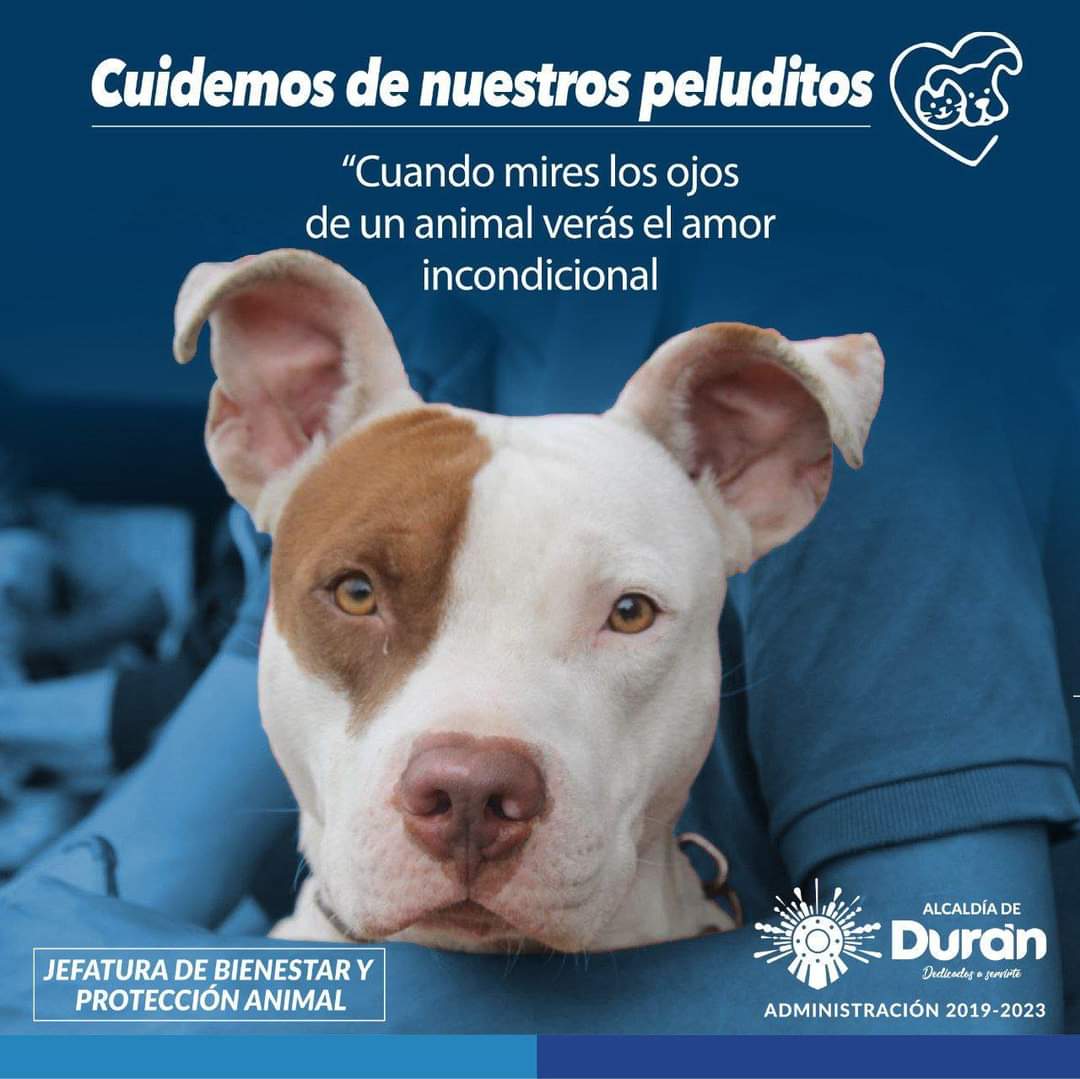 Cuidemos de nuestros peluditos
“Cuando mires los ojos
de un animal verás el amor
incondicional
JEFATURA DE BIENESTAR Y
PROTECCIÓN ANIMAL
ALCALDÍA DE
Durán
Dedicados a servirte
ADMINISTRACIÓN 2019-2023